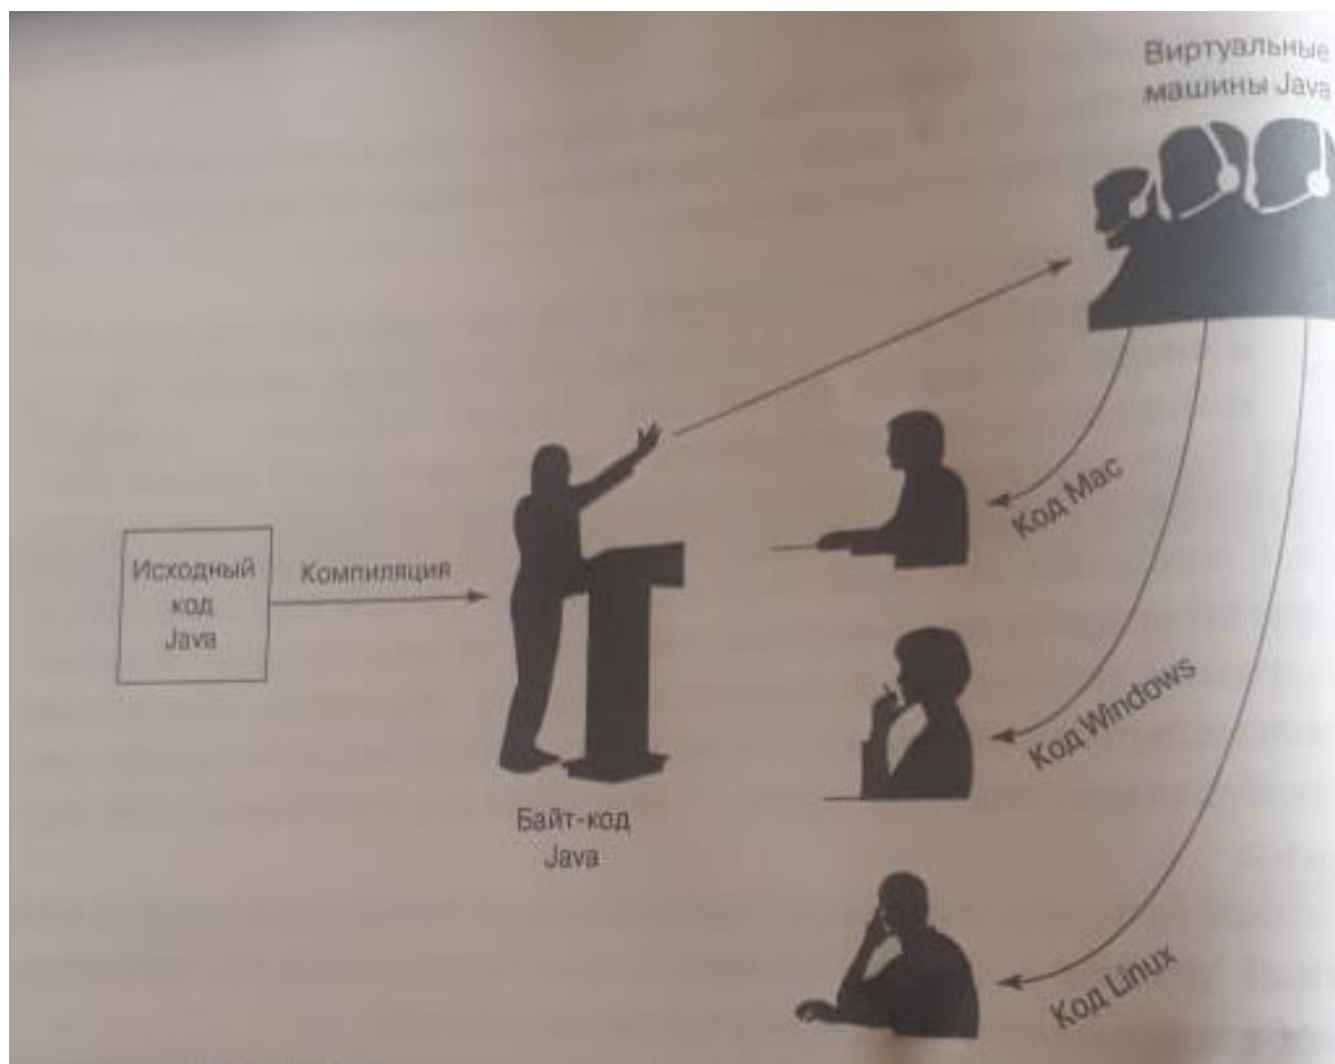 Виртуальные
машины Java
Код Mac
Исходный
код
Java
Компиляция
Код Windows
Байт-код
Java
Код Linux